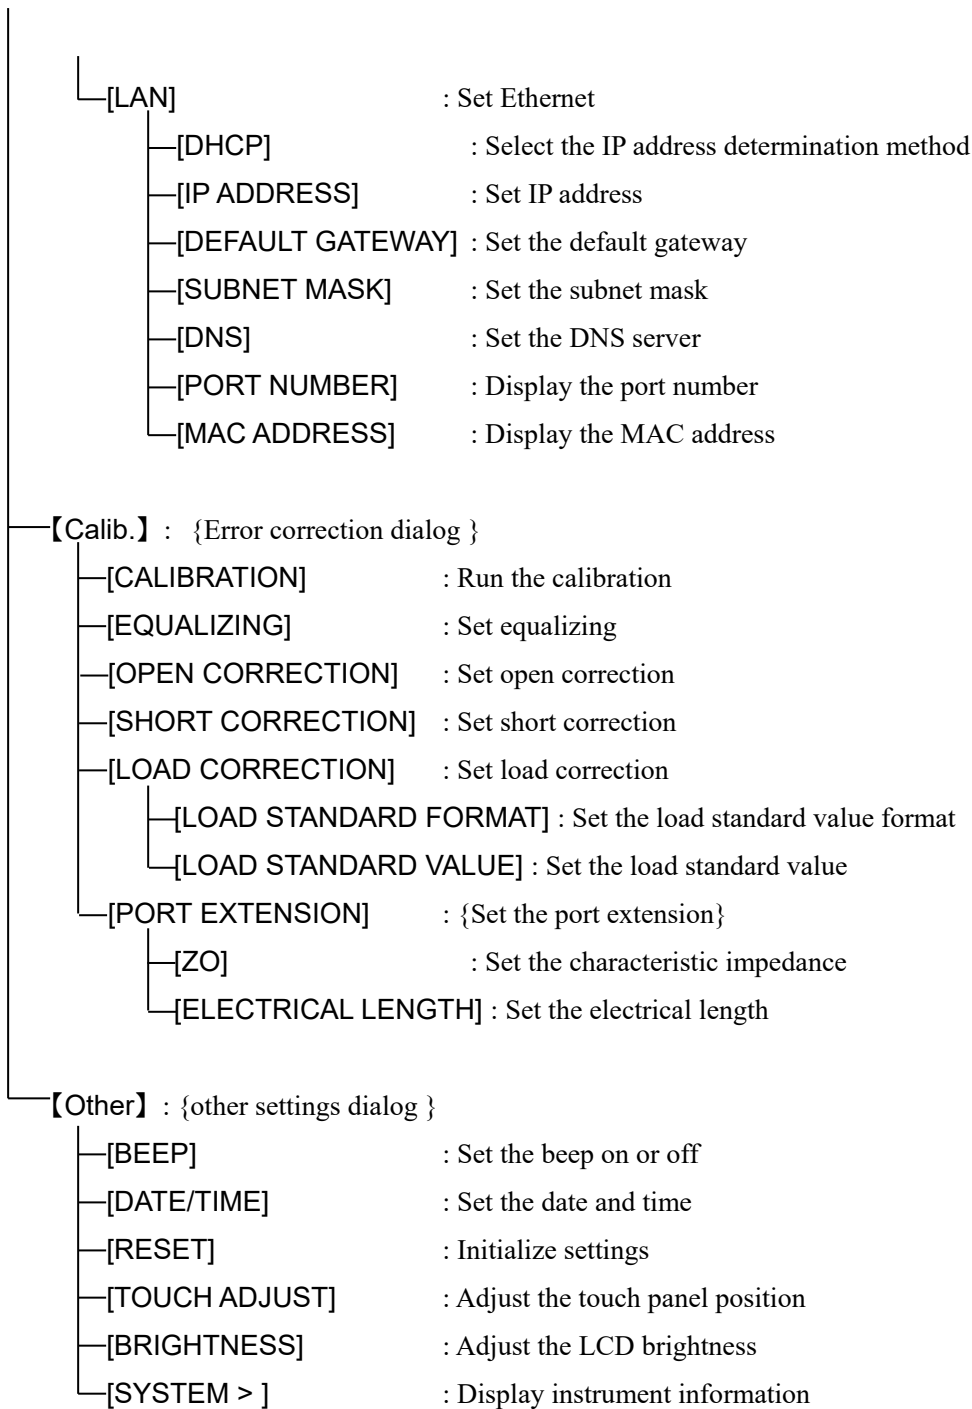 [LAN] : Set Ethernet
[DHCP] : Select the IP address determination method
[IP ADDRESS] : Set IP address
[DEFAULT GATEWAY] : Set the default gateway
[SUBNET MASK] : Set the subnet mask
[DNS] : Set the DNS server
[PORT NUMBER] : Display the port number
[MAC ADDRESS] : Display the MAC address
【Calib.】 : {Error correction dialog }
[CALIBRATION] : Run the calibration
[EQUALIZING] : Set equalizing
[OPEN CORRECTION] : Set open correction
[SHORT CORRECTION] : Set short correction
[LOAD CORRECTION] : Set load correction
[LOAD STANDARD FORMAT] : Set the load standard value format
[LOAD STANDARD VALUE] : Set the load standard value
[PORT EXTENSION] : {Set the port extension}
[ZO] : Set the characteristic impedance
[ELECTRICAL LENGTH] : Set the electrical length
【Other】 : {other settings dialog }
[BEEP] : Set the beep on or off
[DATE/TIME] : Set the date and time
[RESET] : Initialize settings
[TOUCH ADJUST] : Adjust the touch panel position
[BRIGHTNESS] : Adjust the LCD brightness
[SYSTEM > ] : Display instrument information